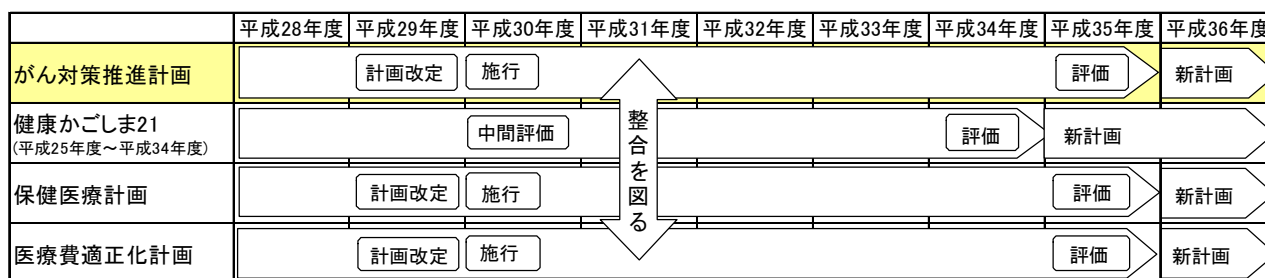 平成28年度 平成29年度 平成30年度 平成31年度 平成32年度 平成33年度 平成34年度 平成35年度 平成36年度
がん対策推進計画 計画改定 施行 評価 新計画
健康かごしま21 中間評価 評価 新計画
(平成25年度～平成34年度)
整合を図る
保健医療計画 計画改定 施行 評価 新計画
医療費適正化計画 計画改定 施行 評価 新計画